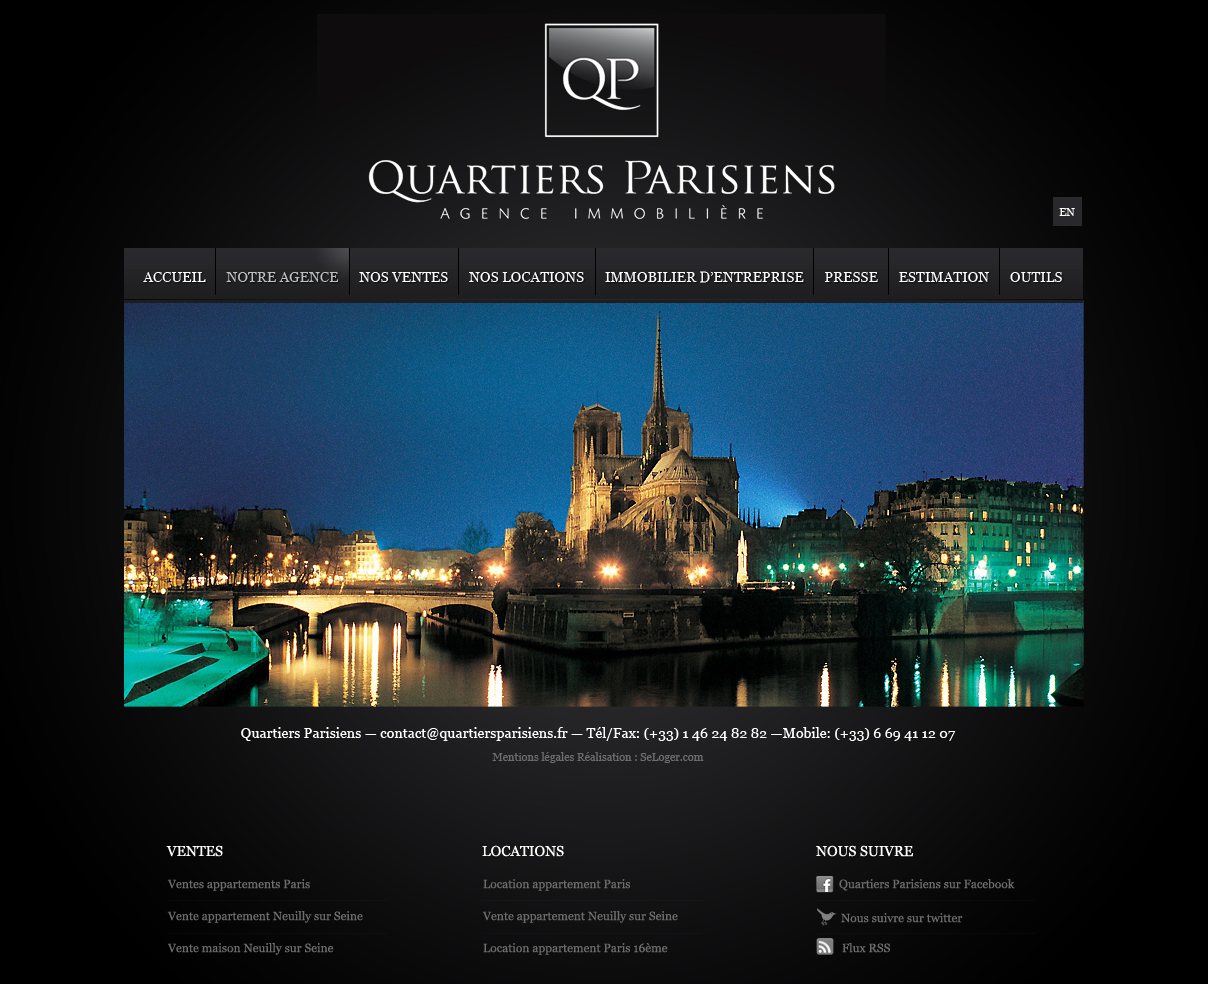 QP
QUARTIERS PARISIENS
AGENCE IMMOBILIÈRE
EN
ACCUEIL NOTRE AGENCE NOS VENTES NOS LOCATIONS IMMOBILIER D’ENTREPRISE PRESSE ESTIMATION OUTILS
Quartiers Parisiens — contact@quartiersparisiens.fr — Tél/Fax: (+33) 1 46 24 82 82 —Mobile: (+33) 6 69 41 12 07
Mentions légales Réalisation : SeLoger.com
VENTES
Ventes appartements Paris
Vente appartement Neuilly sur Seine
Vente maison Neuilly sur Seine
LOCATIONS
Location appartement Paris
Vente appartement Neuilly sur Seine
Location appartement Paris 16ème
NOUS SUIVRE
Quartiers Parisiens sur Facebook
Nous suivre sur twitter
Flux RSS